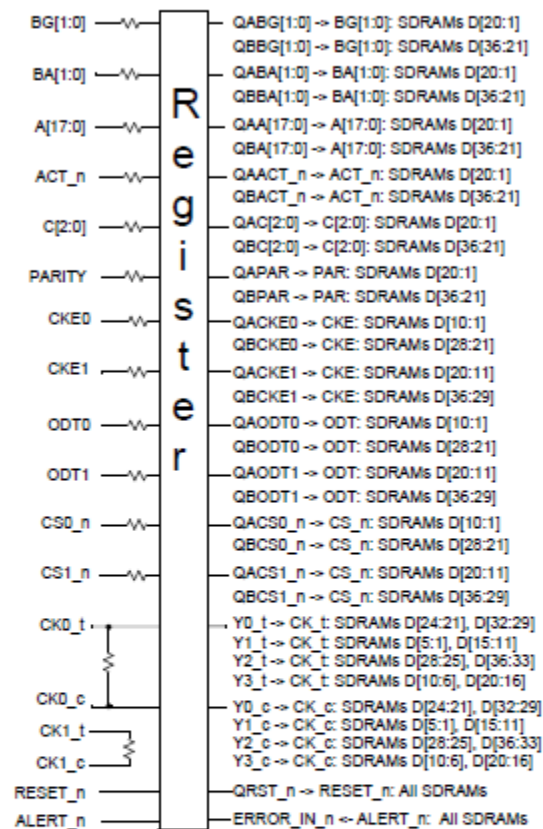 BG[1:0]
QABG[1:0] -> BG[1:0]: SDRAMs D[20:1]
QBBG[1:0] -> BG[1:0]: SDRAMs D[36:21]
BA[1:0]
QABA[1:0] -> BA[1:0]: SDRAMs D[20:1]
QBBA[1:0] -> BA[1:0]: SDRAMs D[36:21]
A[17:0]
QAA[17:0] -> A[17:0]: SDRAMs D[20:1]
QBA[17:0] -> A[17:0]: SDRAMs D[36:21]
ACT_n
QAACT_n -> ACT_n: SDRAMs D[20:1]
QBACT_n -> ACT_n: SDRAMs D[36:21]
C[2:0]
QAC[2:0] -> C[2:0]: SDRAMs D[20:1]
QBC[2:0] -> C[2:0]: SDRAMs D[36:21]
PARITY
QAPAR -> PAR: SDRAMs D[20:1]
QBPAR -> PAR: SDRAMs D[36:21]
CKE0
QACKE0 -> CKE: SDRAMs D[10:1]
QBCKE0 -> CKE: SDRAMs D[28:21]
CKE1
QACKE1 -> CKE: SDRAMs D[20:11]
QBCKE1 -> CKE: SDRAMs D[36:29]
ODT0
QAODT0 -> ODT: SDRAMs D[10:1]
QBODT0 -> ODT: SDRAMs D[28:21]
ODT1
QAODT1 -> ODT: SDRAMs D[20:11]
QBODT1 -> ODT: SDRAMs D[36:29]
CS0_n
QACS0_n -> CS_n: SDRAMs D[10:1]
QBCS0_n -> CS_n: SDRAMs D[28:21]
CS1_n
QACS1_n -> CS_n: SDRAMs D[20:11]
QBCS1_n -> CS_n: SDRAMs D[36:29]
CK0_t
Y0_t -> CK_t: SDRAMs D[24:21], D[32:29]
Y1_t -> CK_t: SDRAMs D[5:1], D[15:11]
Y2_t -> CK_t: SDRAMs D[28:25], D[36:33]
Y3_t -> CK_t: SDRAMs D[10:6], D[20:16]
CK0_c
Y0_c -> CK_c: SDRAMs D[24:21], D[32:29]
Y1_c -> CK_c: SDRAMs D[5:1], D[15:11]
Y2_c -> CK_c: SDRAMs D[28:25], D[36:33]
Y3_c -> CK_c: SDRAMs D[10:6], D[20:16]
CK1_t
CK1_c
RESET_n
QRST_n -> RESET_n: All SDRAMs
ALERT_n
ERROR_IN_n <- ALERT_n: All SDRAMs
Register